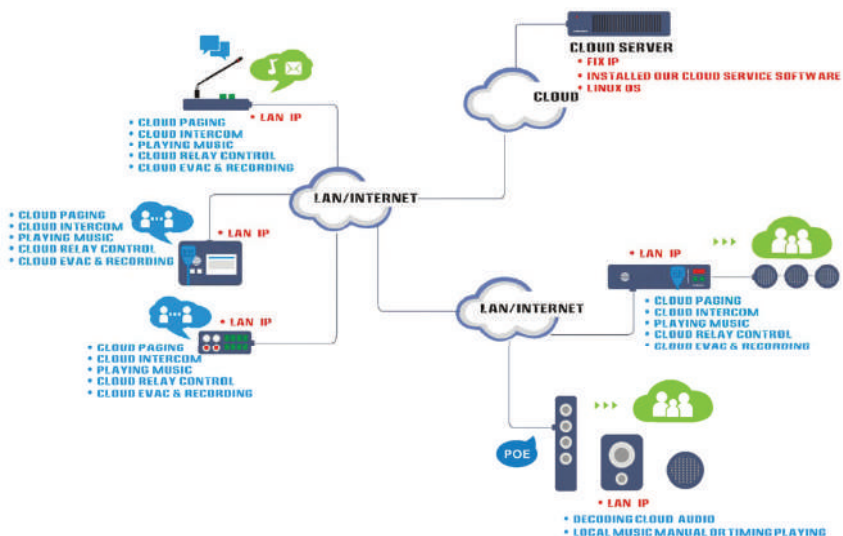 CLOUD SERVER
• FIX IP
• INSTALLED OUR CLOUD SERVICE SOFTWARE
• LINUX OS
CLOUD
• LAN IP
• CLOUD PAGING
• CLOUD INTERCOM
• PLAYING MUSIC
• CLOUD RELAY CONTROL
• CLOUD EVAC & RECORDING
LAN/INTERNET
• CLOUD PAGING
• CLOUD INTERCOM
• PLAYING MUSIC
• CLOUD RELAY CONTROL
• CLOUD EVAC & RECORDING
• LAN IP
• LAN IP
• CLOUD PAGING
• CLOUD INTERCOM
• PLAYING MUSIC
• CLOUD RELAY CONTROL
• CLOUD EVAC & RECORDING
LAN/INTERNET
• LAN IP
• CLOUD PAGING
• CLOUD INTERCOM
• PLAYING MUSIC
• CLOUD RELAY CONTROL
- CLOUD EVAC & RECORDING
POE
• LAN IP
• DECODING CLOUD AUDIO
• LOCAL MUSIC MANUAL OR TIMING PLAYING